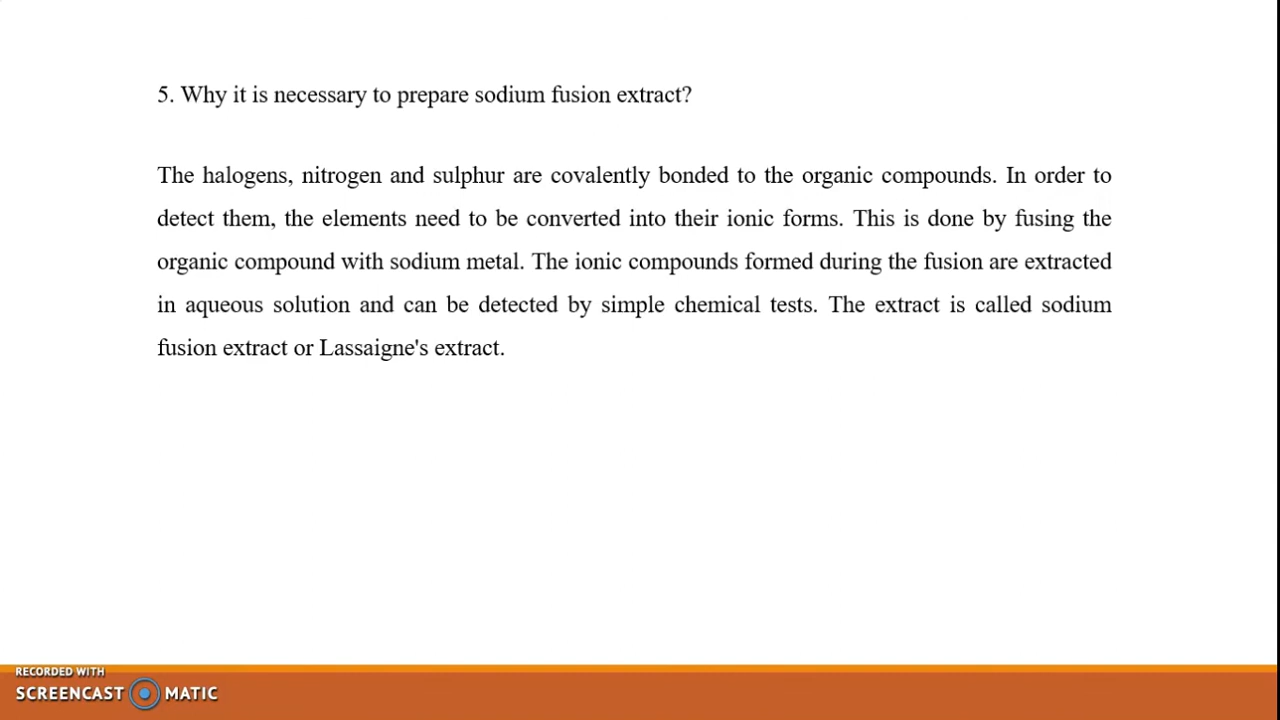 5. Why it is necessary to prepare sodium fusion extract?
The halogens, nitrogen and sulphur are covalently bonded to the organic compounds. In order to
detect them, the elements need to be converted into their ionic forms. This is done by fusing the
organic compound with sodium metal. The ionic compounds formed during the fusion are extracted
in aqueous solution and can be detected by simple chemical tests. The extract is called sodium
fusion extract or Lassaigne's extract.
RECORDED WITH
SCREENCAST MATIC